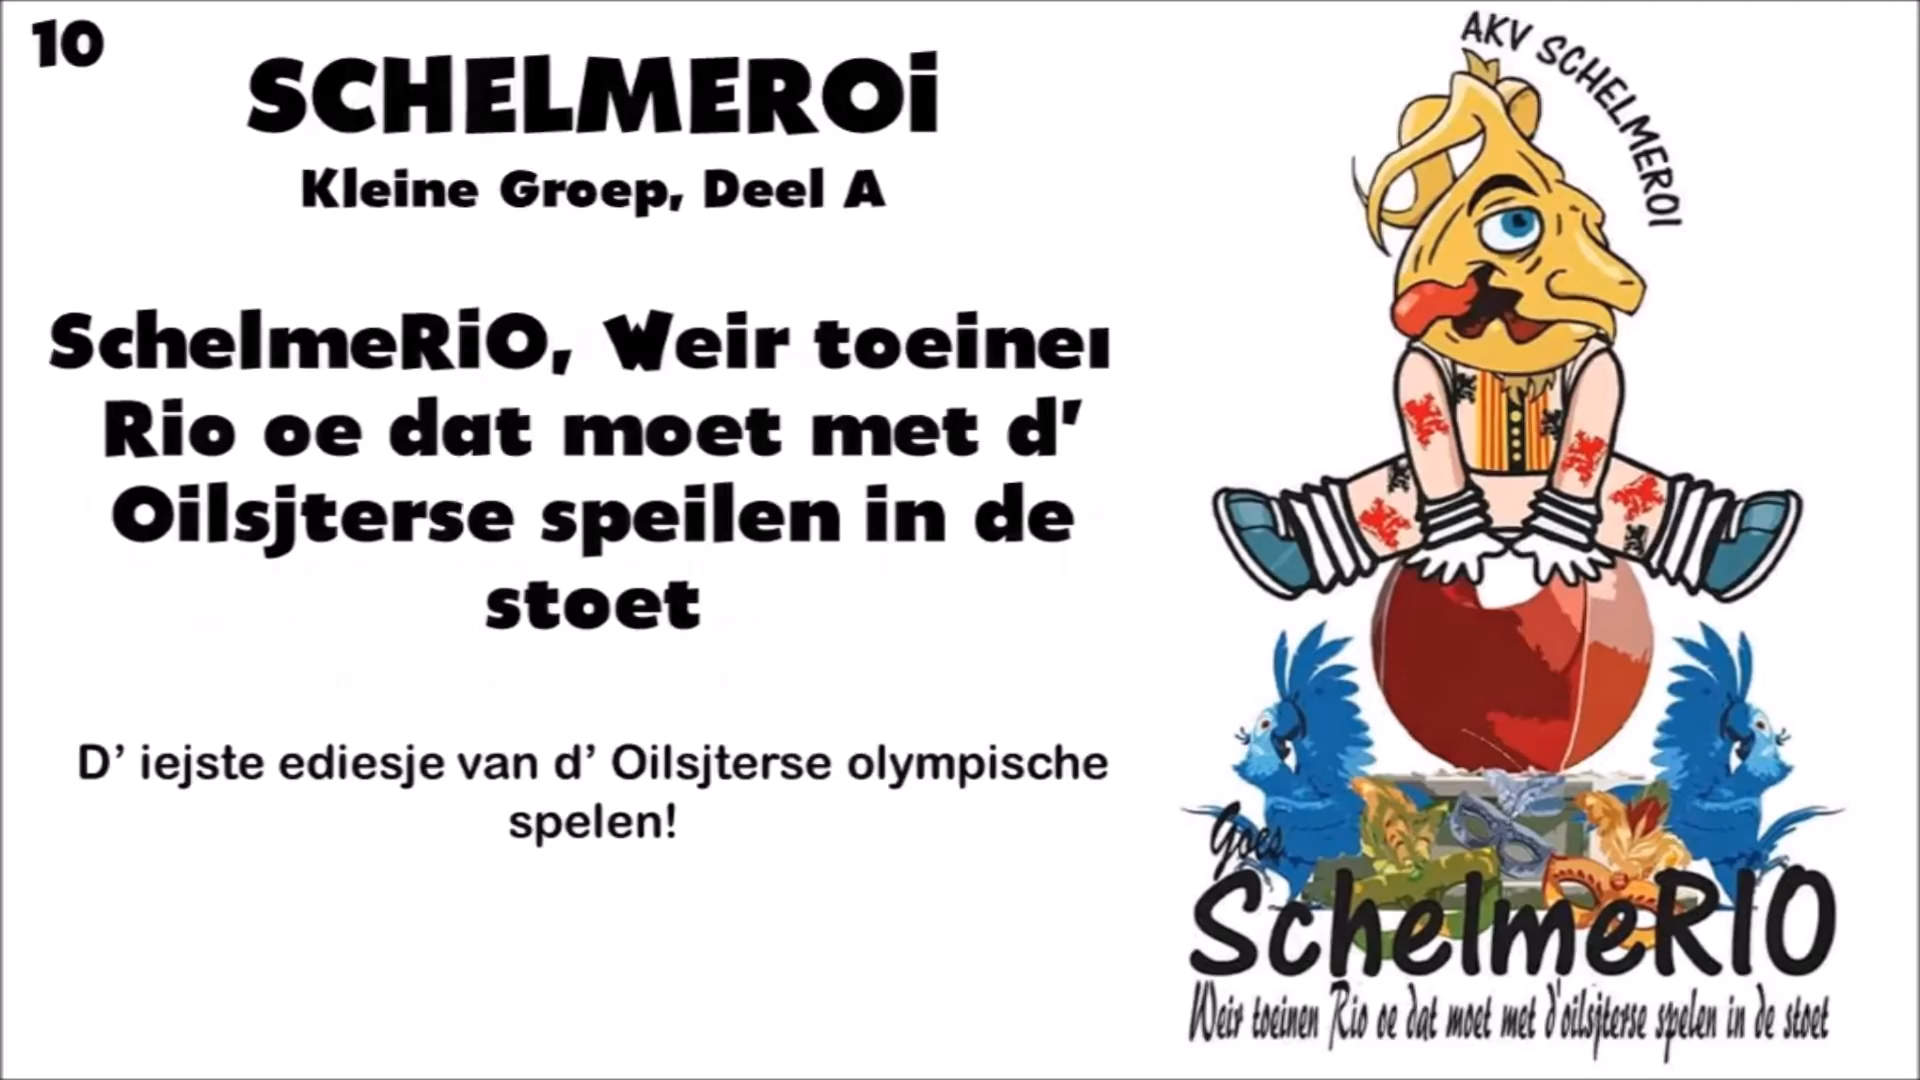 10
SCHELMEROi
Kleine Groep, Deel A
SchelmeRiO, Weir toeinen
Rio oe dat moet met d'
Oilsjterse speilen in de
stoet
D' iejste ediesje van d' Oilsjterse olympische
spelen!
AKV SCHELMEROI
Goes
SchelmeRIO
Weir toeinen Rio oe dat moet met d'oilsjterse spelen in de stoet